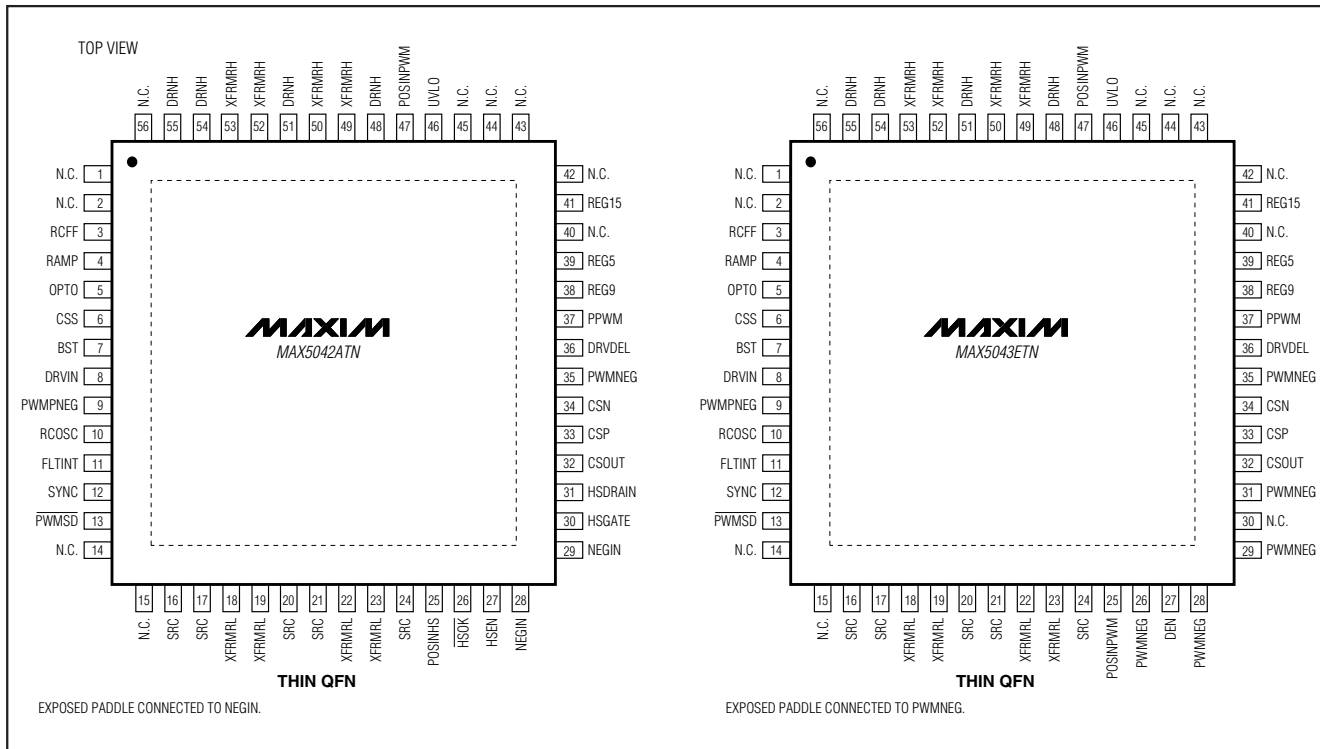 TOP VIEW
N.C. DRNH DRNH XFRMRH XFRMRH DRNH XFRMRH XFRMRH DRNH POSINPWM UVLO N.C. N.C. N.C.
56 55 54 53 52 51 50 49 48 47 46 45 44 43
N.C. 1
N.C. 2
RCFF 3
RAMP 4
OPTO 5
CSS 6
BST 7
DRVIN 8
PWMPNEG 9
RCOSC 10
FLTINT 11
SYNC 12
PWMSD 13
N.C. 14
MAXIM
MAX5042ATN
42 N.C.
41 REG15
40 N.C.
39 REG5
38 REG9
37 PPWM
36 DRVDEL
35 PWMNEG
34 CSN
33 CSP
32 CSOUT
31 HSDRAIN
30 HSGATE
29 NEGIN
15 16 17 18 19 20 21 22 23 24 25 26 27 28
N.C. SRC SRC XFRMRL XFRMRL SRC SRC XFRMRL XFRMRL SRC POSINHS HSOK HSEN NEGIN
THIN QFN
EXPOSED PADDLE CONNECTED TO NEGIN.
N.C. DRNH DRNH XFRMRH XFRMRH DRNH XFRMRH XFRMRH DRNH POSINPWM UVLO N.C. N.C. N.C.
56 55 54 53 52 51 50 49 48 47 46 45 44 43
N.C. 1
N.C. 2
RCFF 3
RAMP 4
OPTO 5
CSS 6
BST 7
DRVIN 8
PWMPNEG 9
RCOSC 10
FLTINT 11
SYNC 12
PWMSD 13
N.C. 14
MAXIM
MAX5043ETN
42 N.C.
41 REG15
40 N.C.
39 REG5
38 REG9
37 PPWM
36 DRVDEL
35 PWMNEG
34 CSN
33 CSP
32 CSOUT
31 PWMNEG
30 N.C.
29 PWMNEG
15 16 17 18 19 20 21 22 23 24 25 26 27 28
N.C. SRC SRC XFRMRL XFRMRL SRC SRC XFRMRL XFRMRL SRC POSINPWM PWMNEG DEN PWMNEG
THIN QFN
EXPOSED PADDLE CONNECTED TO PWMNEG.